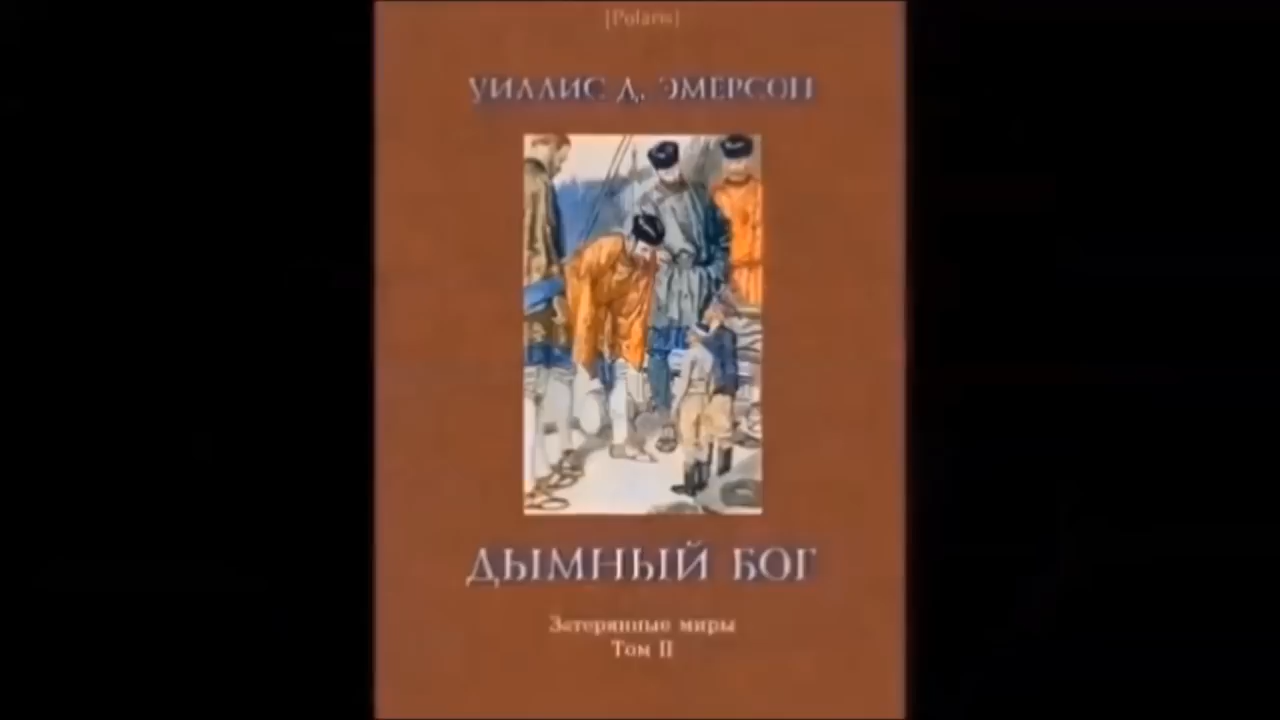 [Polaris]
УИЛЛИС Д. ЭМЕРСОН
ДЫМНЫЙ БОГ
Затерянные миры
Том II